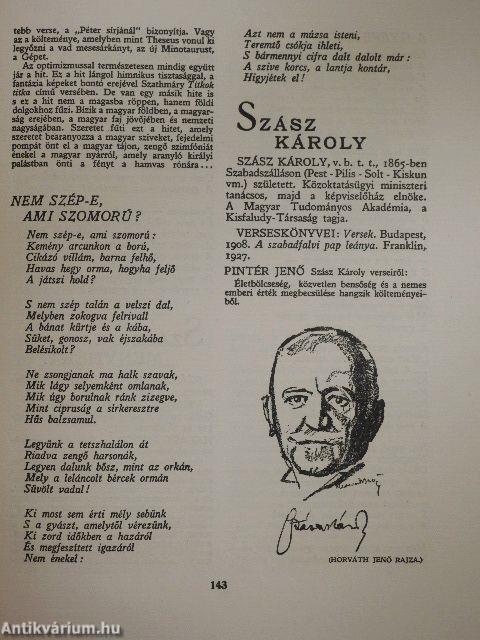 tebb verse, a „Péter sírjánál" bizonyítja. Vagy
az a költeménye, amelyben mint Theseus vonul ki
legyőzni a vad mesesárkányt, az új Minotaurust,
a Gépet.
Az optimizmussal természetesen mindig együtt
jár a hit. Ez a hit lángol himnikus tisztasággal, a
fantázia képeket bontó erejével Szathmáry Titkok
titka című versében. De van egy másik hite is
s ez a hit nem a magasba röppen, hanem földi
dolgokhoz fűzi. Bízik a magyar földben, a magyar-
ság erejében, a magyar faj jövőjében és nemzeti
nagyságában. Szeretet fűti ezt a hitet, amely
szeretet bearanyozza a magyar szíveket, fejedelmi
pompát önt el a magyar tájon, zengő szimfóniát
énekel a magyar nyárról, amely aranyló királyi
palástban önti a fényt a hamvas rónára...
NEM SZÉP-E,
AMI SZOMORÚ?
Nem szép-e, ami szomorú:
Kemény arcunkon a ború,
Cikázó villám, barna felhő,
Havas hegy orma, hogyha feljő
A játszi hold?
S nem szép talán a velszi dal,
Melyben zokogva felrivall
A bánat kürtje és a kába,
Süket, gonosz, vak éjszakába
Belésikolt?
Ne zsongjanak ma halk szavak,
Mik lágy selyemként omlanak,
Mik úgy borulnak ránk zizegve,
Mint cipruság a sirkeresztre
Hűs balzsamul.
Legyünk a tetszhalálon át
Riadva zengő harsonák,
Legyen dalunk bősz, mint az orkán,
Mely a leláncolt bércek ormán
Süvölt vadul!
Ki most sem érti mély sebünk
S a gyászt, amelytől vérezünk,
Ki zord időkben a hazáról
És megfeszített igazáról
Nem énekel:
Azt nem a múzsa isteni,
Teremtő csókja ihleti,
S bármennyi cifra dalt dalolt már:
A szive korcs, a lantja kontár,
Higyjétek el!
SZÁSZ
KÁROLY
SZÁSZ KÁROLY, v. b. t. t., 1865-ben
Szabadszálláson (Pest - Pilis - Solt - Kiskun
vm.) született. Közoktatásügyi miniszteri
tanácsos, majd a képviselőház elnöke.
A Magyar Tudományos Akadémia, a
Kisfaludy-Társaság tagja.
VERSESKÖNYVEI: Versek. Budapest,
1908. A szabadfalvi pap leánya. Franklin,
1927.
PINTÉR JENŐ Szász Károly verseiről:
Életbölcseség, közvetlen bensőség és a nemes
emberi érték megbecsülése hangzik költeményei-
ből.
Szász Károly
(HORVÁTH JENŐ RAJZA.)
143
Antikvárium.hu